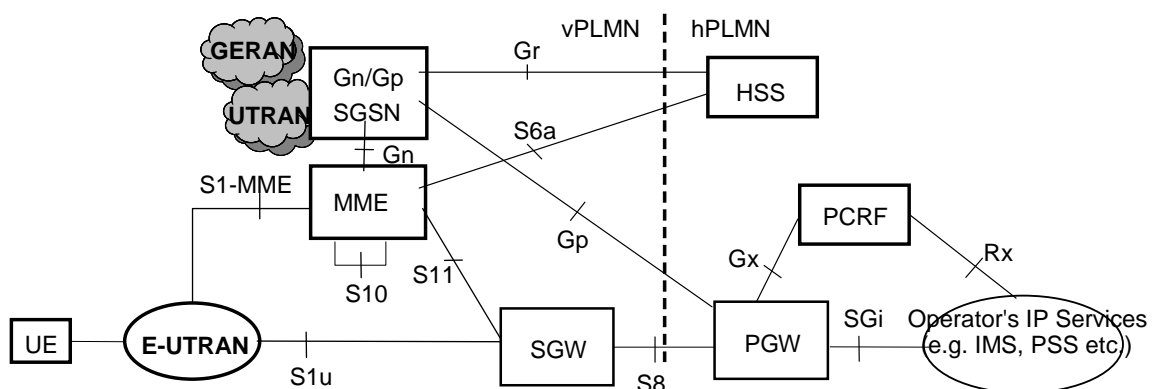 vPLMN
hPLMN
GERAN
Gr
Gn/Gp
SGSN
HSS
UTRAN
S6a
Gn
S1-MME
MME
PCRF
Gp
Gx
Rx
S11
S10
SGi
Operator's IP Services
e.g. IMS, PSS etc.)
UE
E-UTRAN
SGW
PGW
S1u
S8